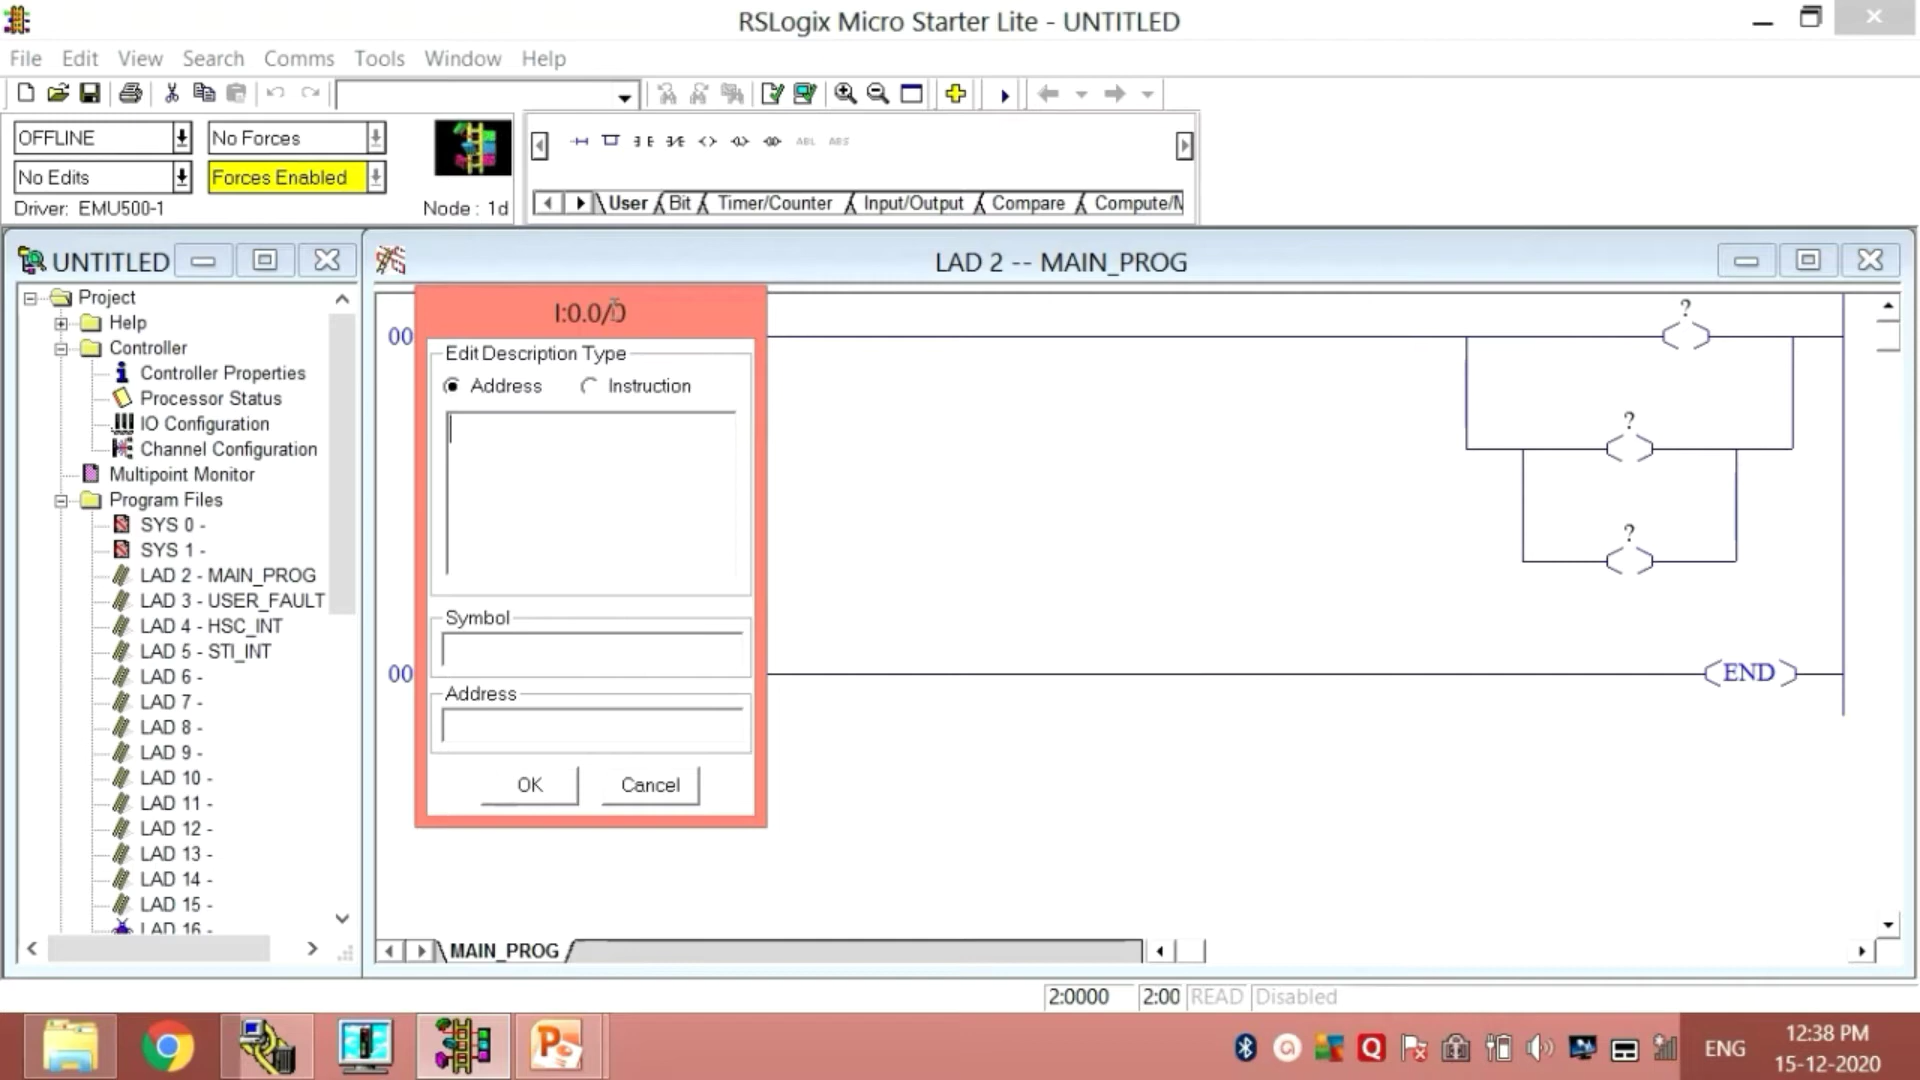 RSLogix Micro Starter Lite - UNTITLED
File Edit View Search Comms Tools Window Help
OFFLINE No Forces
No Edits Forces Enabled
Driver: EMU500-1 Node : 1d
ABL ABS
User Bit Timer/Counter Input/Output Compare Compute/M
UNTITLED
LAD 2 -- MAIN_PROG
Project
Help
Controller
Controller Properties
Processor Status
IO Configuration
Channel Configuration
Multipoint Monitor
Program Files
SYS 0 -
SYS 1 -
LAD 2 - MAIN_PROG
LAD 3 - USER_FAULT
LAD 4 - HSC_INT
LAD 5 - STI_INT
LAD 6 -
LAD 7 -
LAD 8 -
LAD 9 -
LAD 10 -
LAD 11 -
LAD 12 -
LAD 13 -
LAD 14 -
LAD 15 -
LAD 16 -
00
I:0.0/0
Edit Description Type
Address Instruction
Symbol
Address
OK Cancel
?
?
?
00
END
MAIN_PROG
2:0000 2:00 READ Disabled
ENG
12:38 PM
15-12-2020